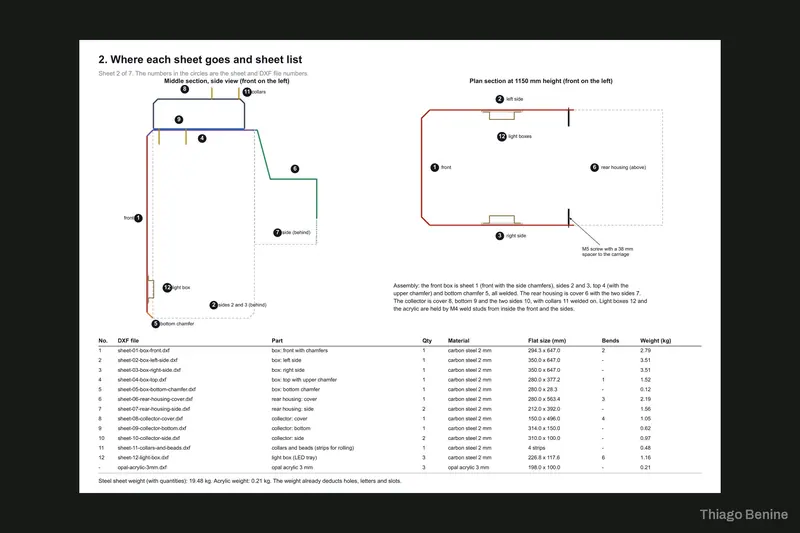 2. Where each sheet goes and sheet list
Sheet 2 of 7. The numbers in the circles are the sheet and DXF file numbers.
Middle section, side view (front on the left)
8
11 collars
9
4
6
front 1
7 side (behind)
12 light box
2 sides 2 and 3 (behind)
5 bottom chamfer
Plan section at 1150 mm height (front on the left)
2 left side
12 light boxes
1 front
6 rear housing (above)
3 right side
M5 screw with a 38 mm
spacer to the carriage
Assembly: the front box is sheet 1 (front with the side chamfers), sides 2 and 3, top 4 (with the
upper chamfer) and bottom chamfer 5, all welded. The rear housing is cover 6 with the two sides 7.
The collector is cover 8, bottom 9 and the two sides 10, with collars 11 welded on. Light boxes 12 and
the acrylic are held by M4 weld studs from inside the front and the sides.
No. DXF file Part Qty Material Flat size (mm) Bends Weight (kg)
1 sheet-01-box-front.dxf box: front with chamfers 1 carbon steel 2 mm 294.3 x 647.0 2 2.79
2 sheet-02-box-left-side.dxf box: left side 1 carbon steel 2 mm 350.0 x 647.0 - 3.51
3 sheet-03-box-right-side.dxf box: right side 1 carbon steel 2 mm 350.0 x 647.0 - 3.51
4 sheet-04-box-top.dxf box: top with upper chamfer 1 carbon steel 2 mm 280.0 x 377.2 1 1.52
5 sheet-05-box-bottom-chamfer.dxf box: bottom chamfer 1 carbon steel 2 mm 280.0 x 28.3 - 0.12
6 sheet-06-rear-housing-cover.dxf rear housing: cover 1 carbon steel 2 mm 280.0 x 563.4 3 2.19
7 sheet-07-rear-housing-side.dxf rear housing: side 2 carbon steel 2 mm 212.0 x 392.0 - 1.56
8 sheet-08-collector-cover.dxf collector: cover 1 carbon steel 2 mm 150.0 x 496.0 4 1.05
9 sheet-09-collector-bottom.dxf collector: bottom 1 carbon steel 2 mm 314.0 x 150.0 - 0.62
10 sheet-10-collector-side.dxf collector: side 2 carbon steel 2 mm 310.0 x 100.0 - 0.97
11 sheet-11-collars-and-beads.dxf collars and beads (strips for rolling) 1 carbon steel 2 mm 4 strips - 0.48
12 sheet-12-light-box.dxf light box (LED tray) 3 carbon steel 2 mm 226.8 x 117.6 6 1.16
- opal-acrylic-3mm.dxf opal acrylic 3 mm 3 opal acrylic 3 mm 198.0 x 100.0 - 0.21
Steel sheet weight (with quantities): 19.48 kg. Acrylic weight: 0.21 kg. The weight already deducts holes, letters and slots.
Thiago Benine